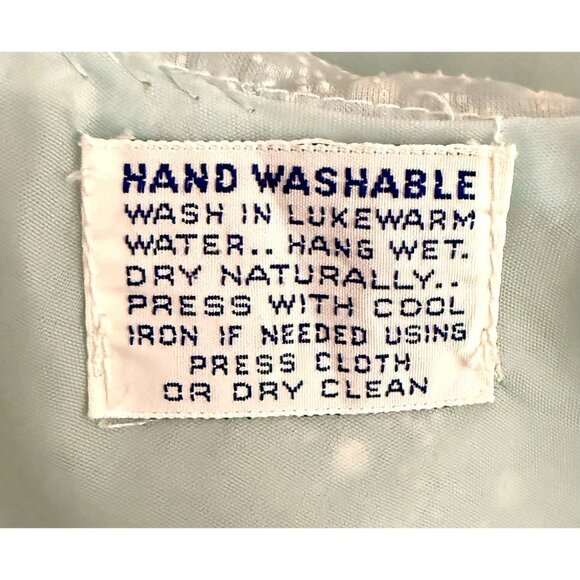 HAND WASHABLE
WASH IN LUKEWARM
WATER.. HANG WET.
DRY NATURALLY..
PRESS WITH COOL
IRON IF NEEDED USING
PRESS CLOTH
OR DRY CLEAN